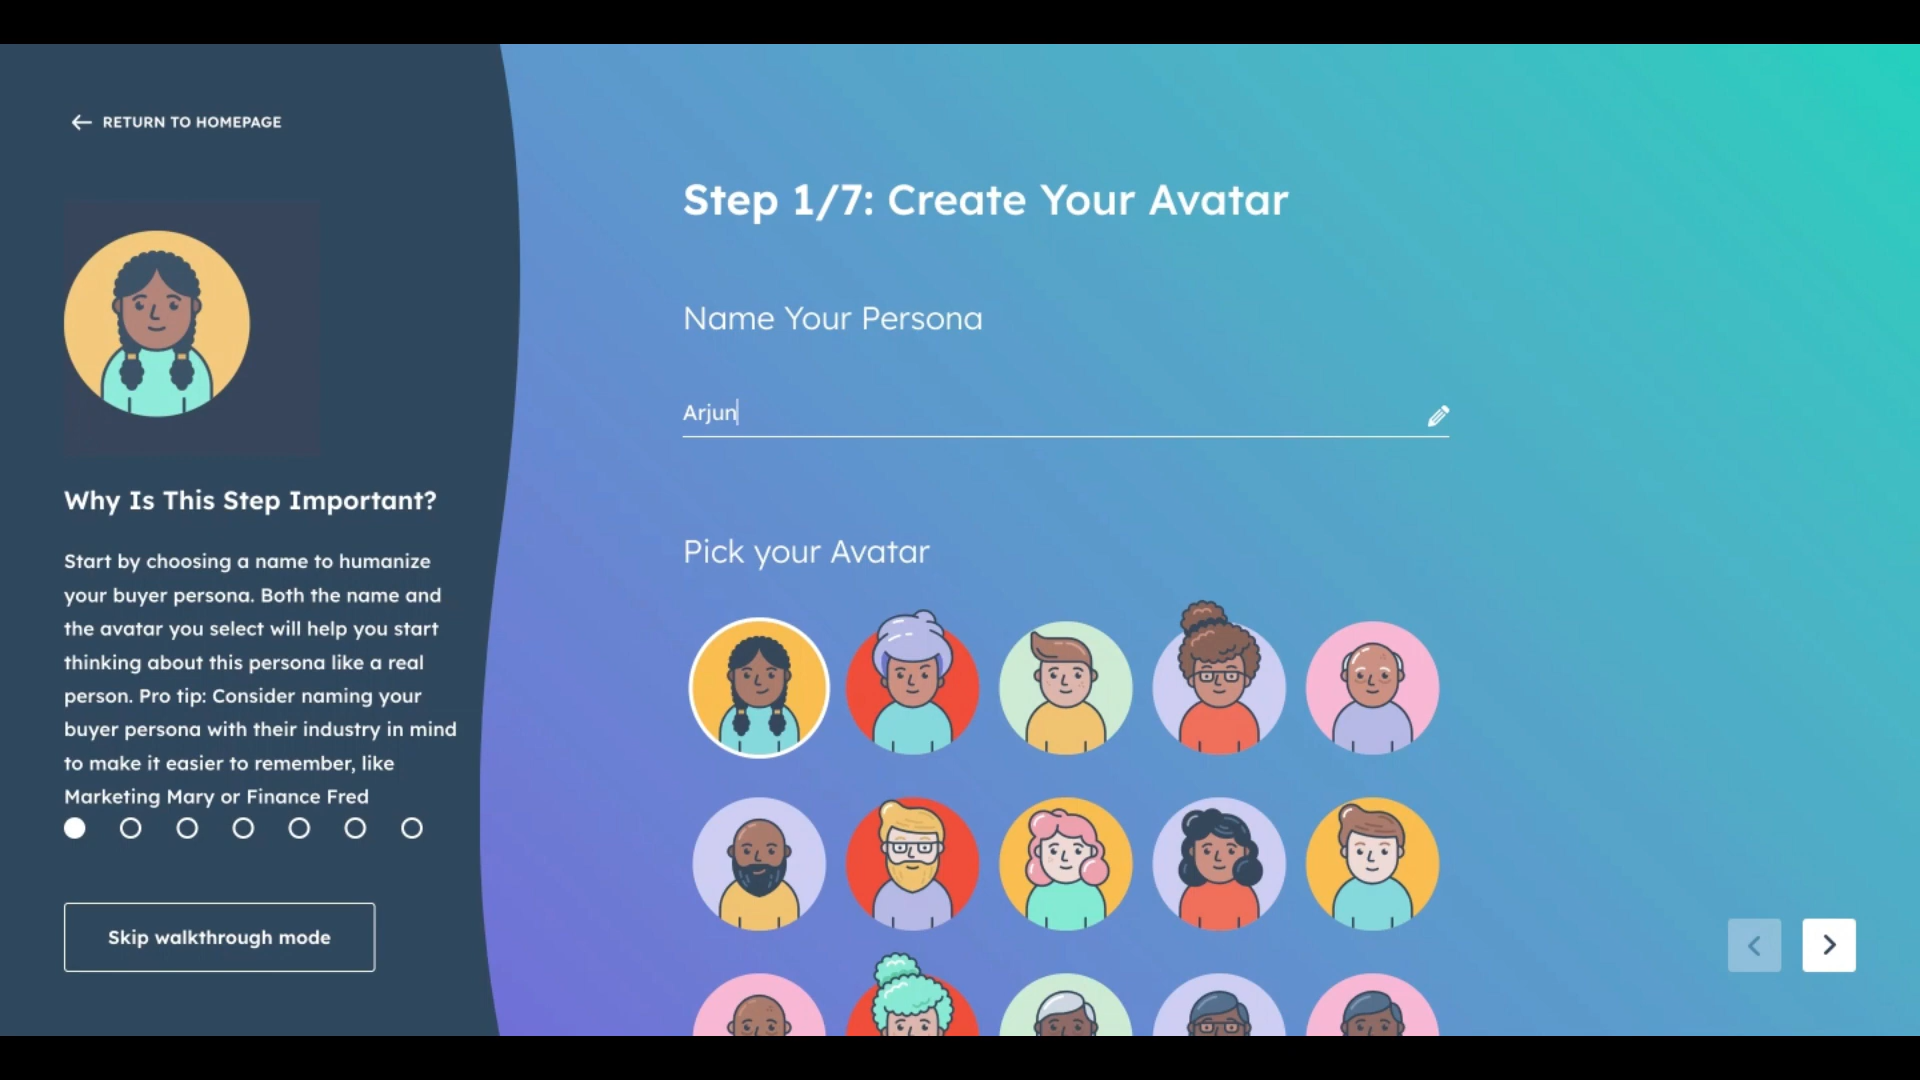 RETURN TO HOMEPAGE
Why Is This Step Important?
Start by choosing a name to humanize
your buyer persona. Both the name and
the avatar you select will help you start
thinking about this persona like a real
person. Pro tip: Consider naming your
buyer persona with their industry in mind
to make it easier to remember, like
Marketing Mary or Finance Fred
Skip walkthrough mode
Step 1/7: Create Your Avatar
Name Your Persona
Arjun
Pick your Avatar